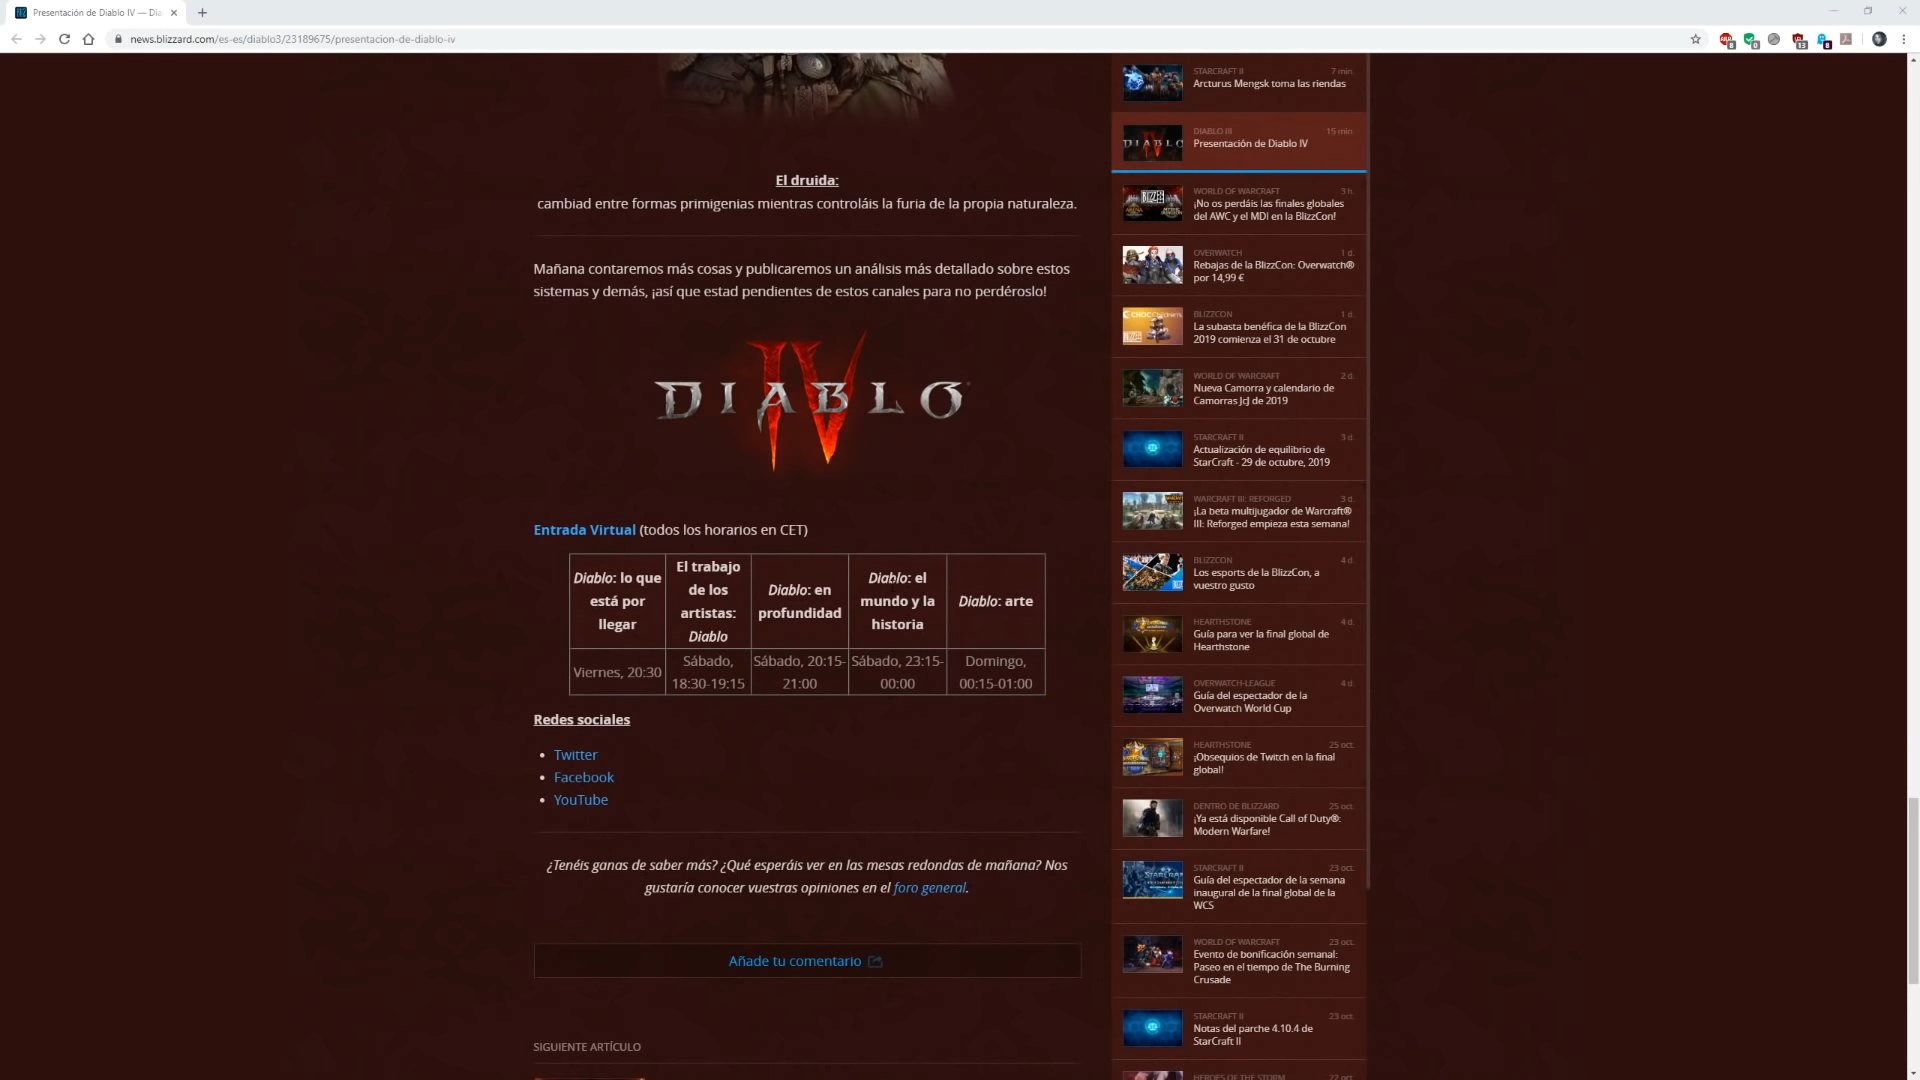 Presentación de Diablo IV — Dia
news.blizzard.com/es-es/diablo3/23189675/presentacion-de-diablo-iv
8
0
13
8
El druida:
cambiad entre formas primigenias mientras controláis la furia de la propia naturaleza.
Mañana contaremos más cosas y publicaremos un análisis más detallado sobre estos
sistemas y demás, ¡así que estad pendientes de estos canales para no perdéroslo!
DIABLO
IV
Entrada Virtual (todos los horarios en CET)
Diablo: lo que
está por
llegar
El trabajo
de los
artistas:
Diablo
Diablo: en
profundidad
Diablo: el
mundo y la
historia
Diablo: arte
Viernes, 20:30
Sábado,
18:30-19:15
Sábado, 20:15-
21:00
Sábado, 23:15-
00:00
Domingo,
00:15-01:00
Redes sociales
• Twitter
• Facebook
• YouTube
¿Tenéis ganas de saber más? ¿Qué esperáis ver en las mesas redondas de mañana? Nos
gustaría conocer vuestras opiniones en el foro general.
Añade tu comentario
SIGUIENTE ARTÍCULO
STARCRAFT II 7 min.
Arcturus Mengsk toma las riendas
DIABLO IV
DIABLO III 15 min.
Presentación de Diablo IV
WORLD OF WARCRAFT 3 h.
¡No os perdáis las finales globales
del AWC y el MDI en la BlizzCon!
OVERWATCH 1 d.
Rebajas de la BlizzCon: Overwatch®
por 14,99 €
BLIZZCON 1 d.
La subasta benéfica de la BlizzCon
2019 comienza el 31 de octubre
WORLD OF WARCRAFT 2 d.
Nueva Camorra y calendario de
Camorras JcJ de 2019
STARCRAFT II 3 d.
Actualización de equilibrio de
StarCraft - 29 de octubre, 2019
WARCRAFT III: REFORGED 3 d.
¡La beta multijugador de Warcraft®
III: Reforged empieza esta semana!
BLIZZCON 4 d.
Los esports de la BlizzCon, a
vuestro gusto
HEARTHSTONE 4 d.
Guía para ver la final global de
Hearthstone
OVERWATCH-LEAGUE 4 d.
Guía del espectador de la
Overwatch World Cup
HEARTHSTONE 25 oct.
¡Obsequios de Twitch en la final
global!
DENTRO DE BLIZZARD 25 oct.
¡Ya está disponible Call of Duty®:
Modern Warfare!
STARCRAFT II 23 oct.
Guía del espectador de la semana
inaugural de la final global de la
WCS
WORLD OF WARCRAFT 23 oct.
Evento de bonificación semanal:
Paseo en el tiempo de The Burning
Crusade
STARCRAFT II 23 oct.
Notas del parche 4.10.4 de
StarCraft II
HEROES OF THE STORM 22 oct.